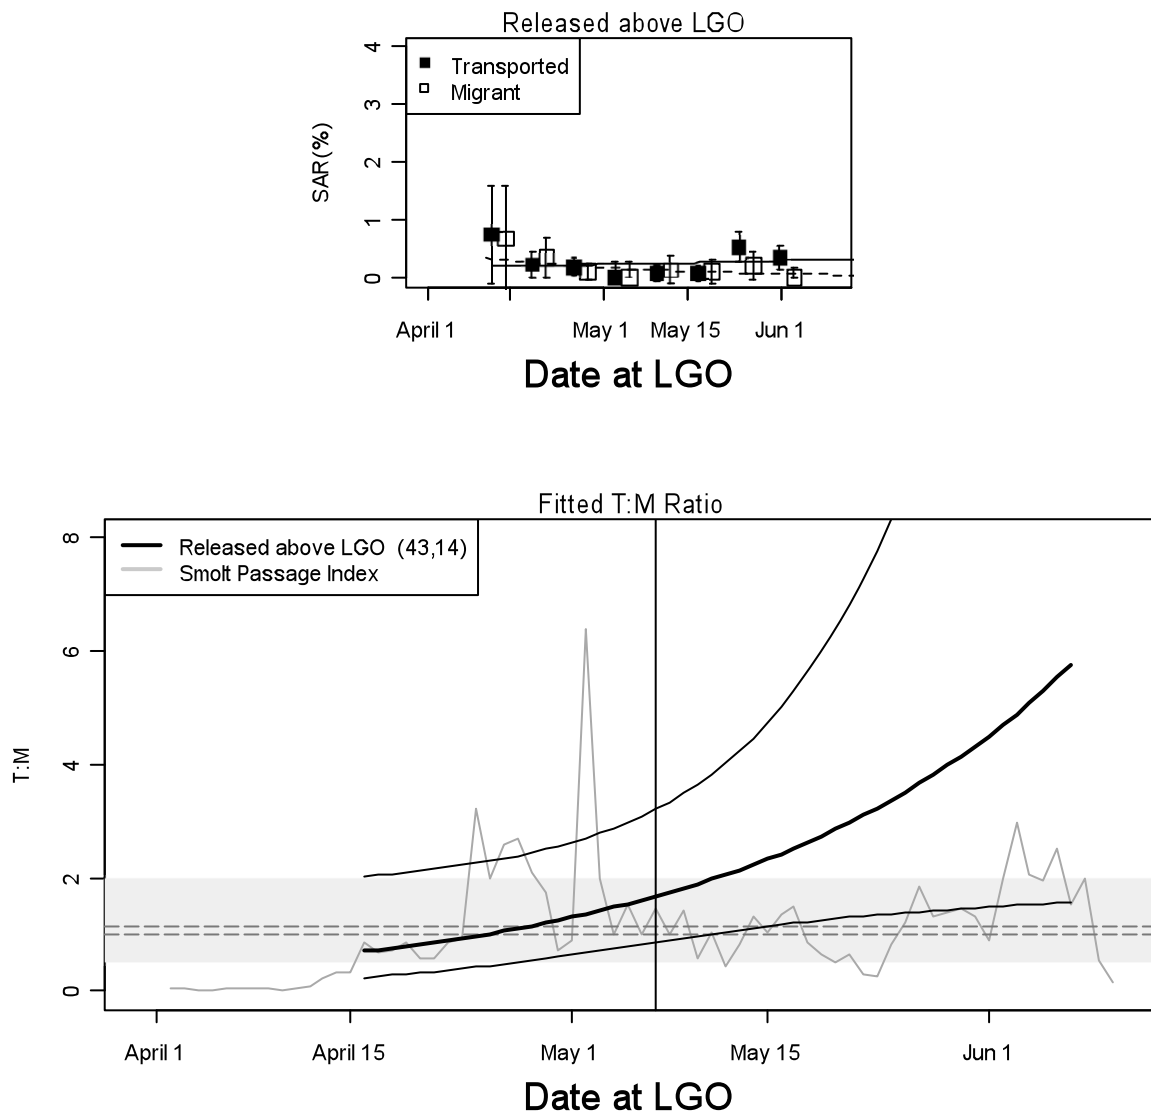 Released above LGO
Transported
Migrant
SAR(%)
4
3
2
1
0
April 1 May 1 May 15 Jun 1
Date at LGO
Fitted T:M Ratio
Released above LGO (43,14)
Smolt Passage Index
T:M
8
6
4
2
0
April 1 April 15 May 1 May 15 Jun 1
Date at LGO